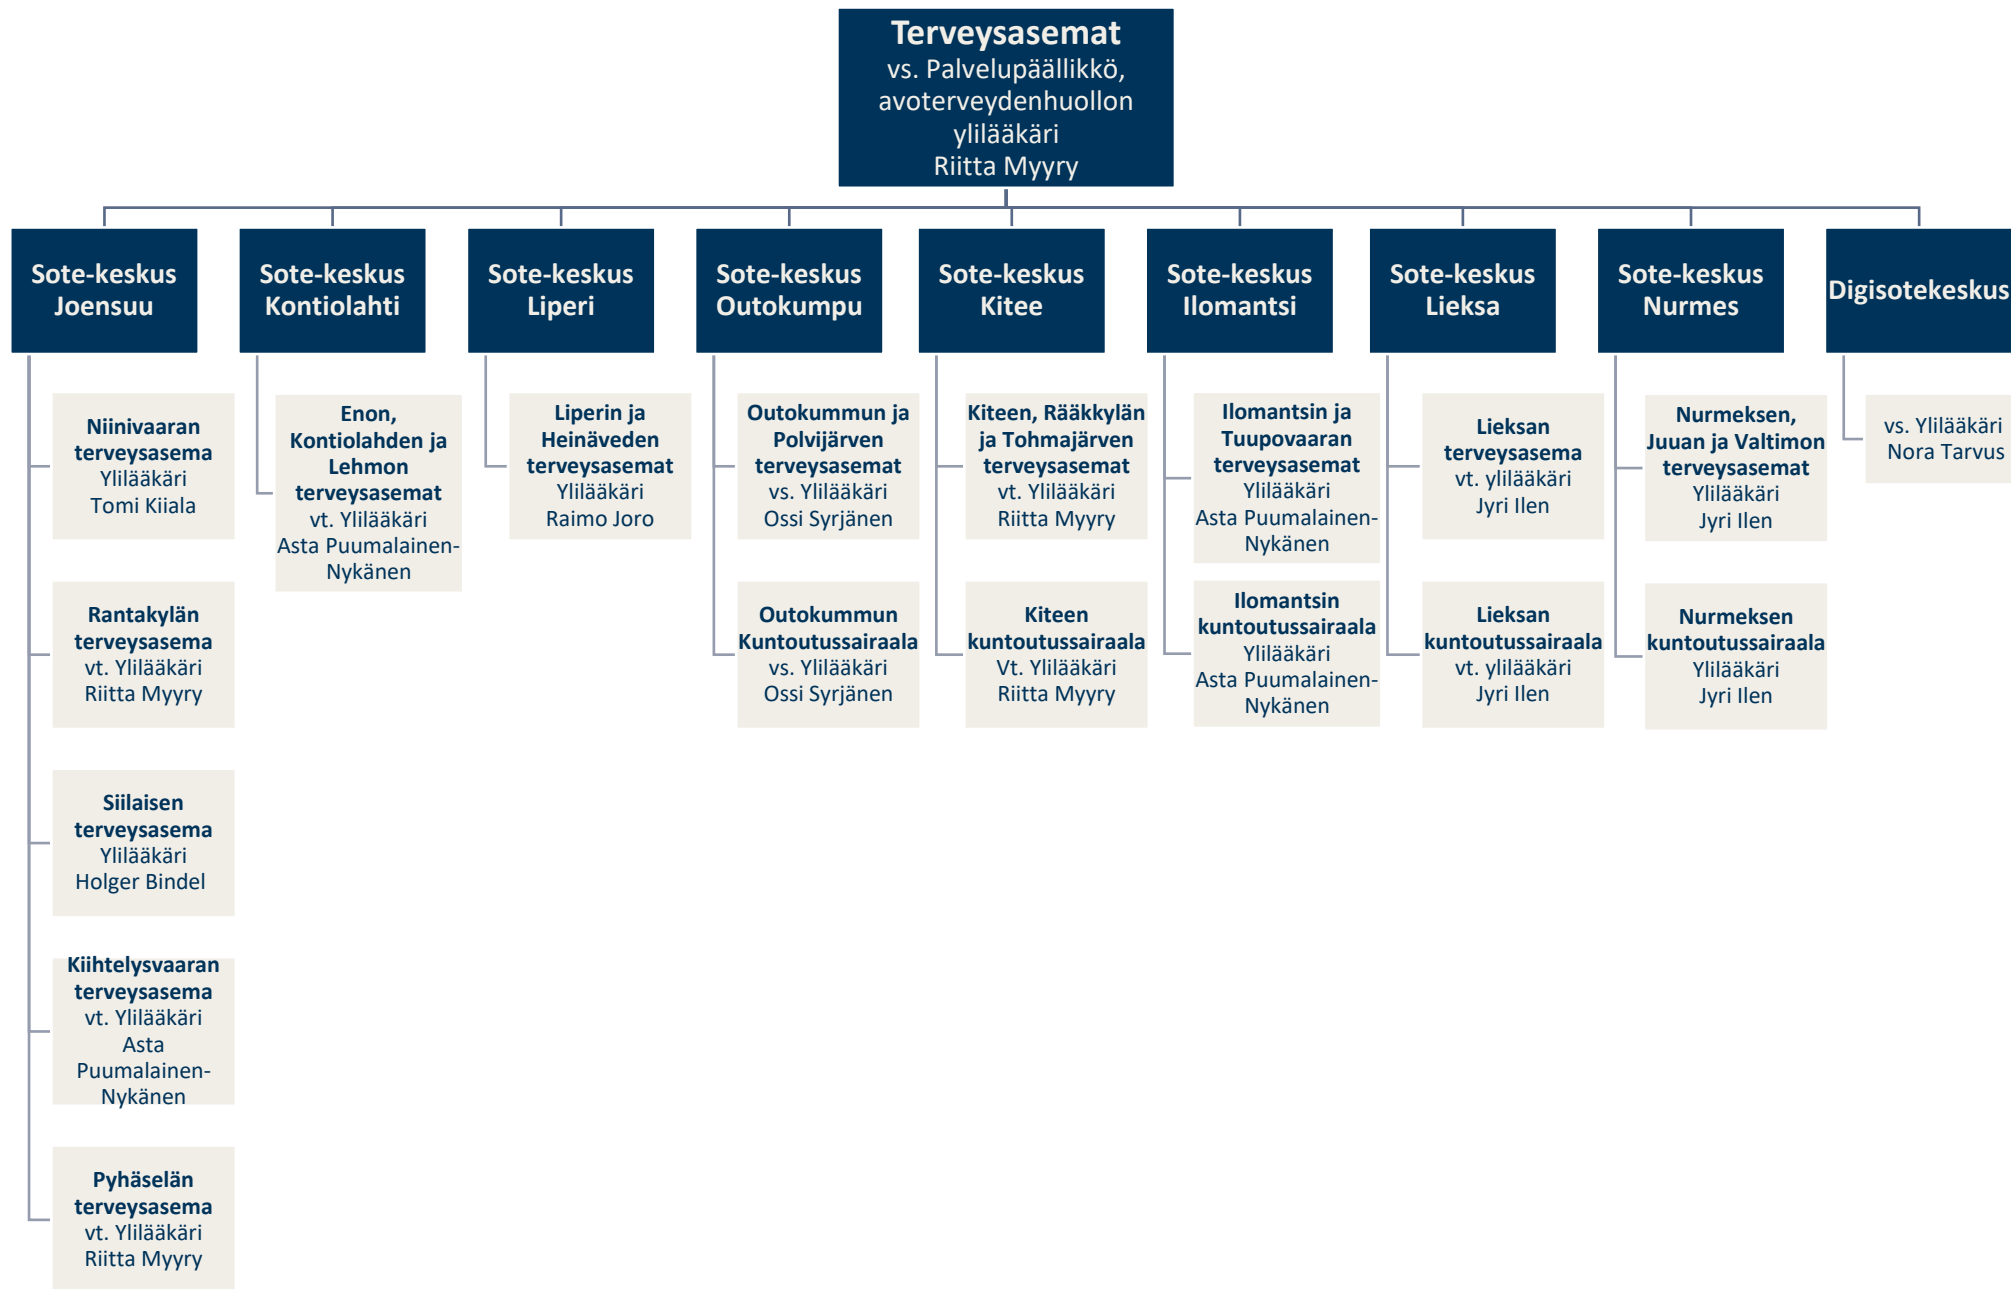 Terveysasemat
vs. Palvelupäällikkö,
avoterveydenhuollon
ylilääkäri
Riitta Myyry
Sote-keskus
Joensuu
Sote-keskus
Kontiolahti
Sote-keskus
Liperi
Sote-keskus
Outokumpu
Sote-keskus
Kitee
Sote-keskus
Ilomantsi
Sote-keskus
Lieksa
Sote-keskus
Nurmes
Digisotekeskus
Niinivaaran
terveysasema
Ylilääkäri
Tomi Kiiala
Rantakylän
terveysasema
vt. Ylilääkäri
Riitta Myyry
Siilaisen
terveysasema
Ylilääkäri
Holger Bindel
Kiihtelysvaaran
terveysasema
vt. Ylilääkäri
Asta
Puumalainen-
Nykänen
Pyhäselän
terveysasema
vt. Ylilääkäri
Riitta Myyry
Enon,
Kontiolahden ja
Lehmon
terveysasemat
vt. Ylilääkäri
Asta Puumalainen-
Nykänen
Liperin ja
Heinäveden
terveysasemat
Ylilääkäri
Raimo Joro
Outokummun ja
Polvijärven
terveysasemat
vs. Ylilääkäri
Ossi Syrjänen
Outokummun
Kuntoutussairaala
vs. Ylilääkäri
Ossi Syrjänen
Kiteen, Rääkkylän
ja Tohmajärven
terveysasemat
vt. Ylilääkäri
Riitta Myyry
Kiteen
kuntoutussairaala
Vt. Ylilääkäri
Riitta Myyry
Ilomantsin ja
Tuupovaaran
terveysasemat
Ylilääkäri
Asta Puumalainen-
Nykänen
Ilomantsin
kuntoutussairaala
Ylilääkäri
Asta Puumalainen-
Nykänen
Lieksan
terveysasema
vt. ylilääkäri
Jyri Ilen
Lieksan
kuntoutussairaala
vt. ylilääkäri
Jyri Ilen
Nurmeksen,
Juuan ja Valtimon
terveysasemat
Ylilääkäri
Jyri Ilen
Nurmeksen
kuntoutussairaala
Ylilääkäri
Jyri Ilen
vs. Ylilääkäri
Nora Tarvus